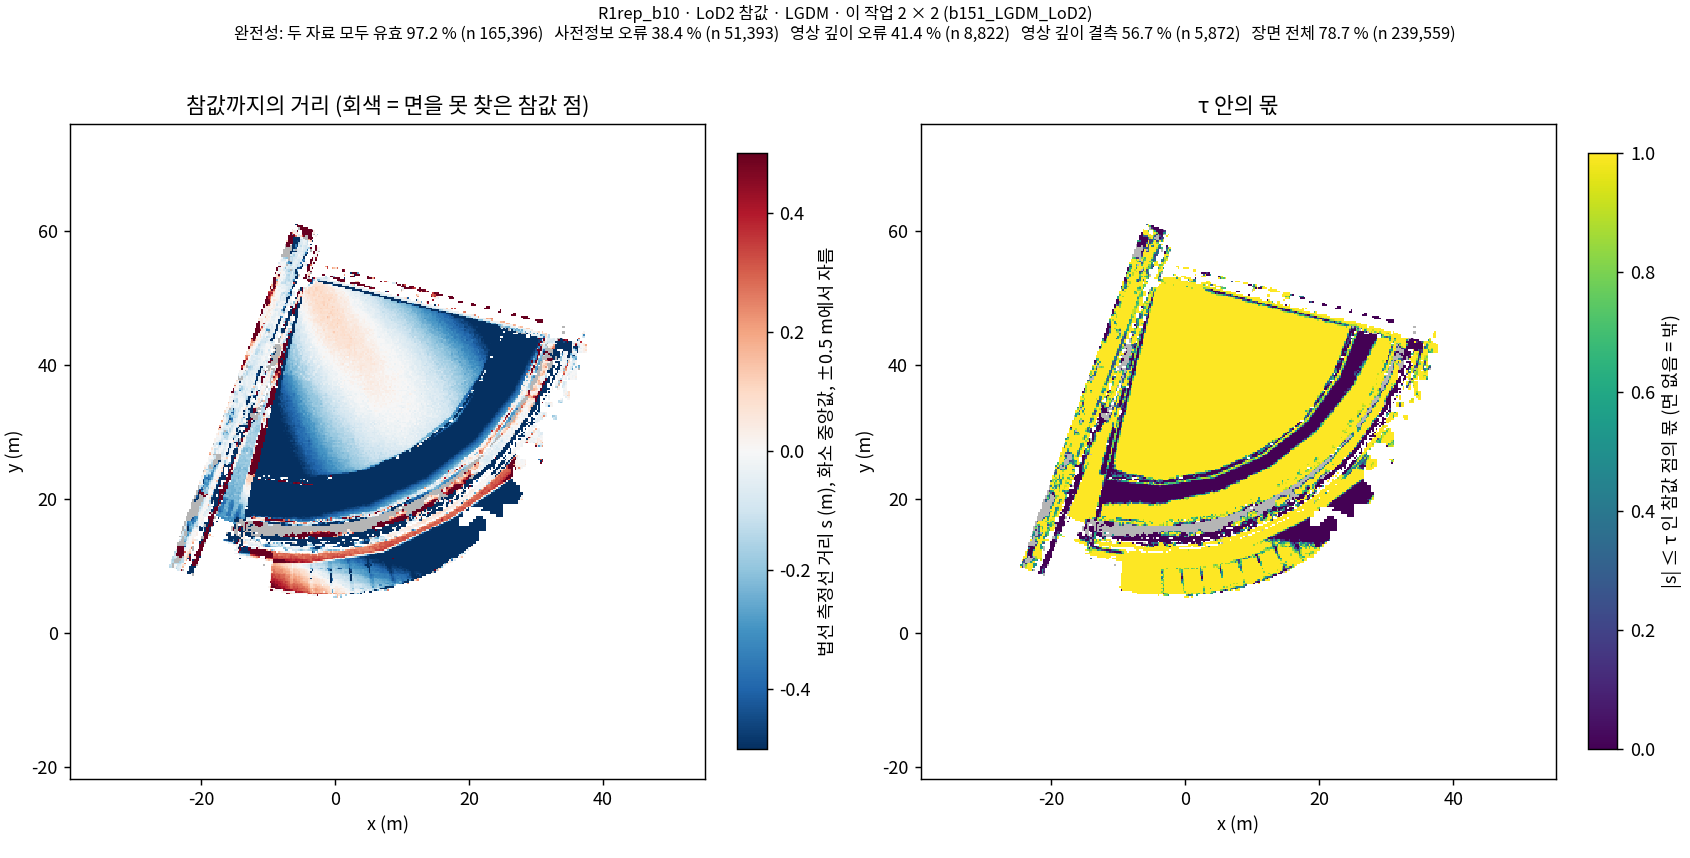 R1rep_b10 · LoD2 참값 · LGDM · 이 작업 2 × 2 (b151_LGDM_LoD2)
완전성: 두 자료 모두 유효 97.2 % (n 165,396)   사전정보 오류 38.4 % (n 51,393)   영상 깊이 오류 41.4 % (n 8,822)   영상 깊이 결측 56.7 % (n 5,872)   장면 전체 78.7 % (n 239,559)
참값까지의 거리 (회색 = 면을 못 찾은 참값 점)
60
40
20
0
-20
y (m)
-20 0 20 40
x (m)
0.4
0.2
0.0
-0.2
-0.4
법선 측정선 거리 s (m), 화소 중앙값, ±0.5 m에서 자름
τ 안의 몫
60
40
20
0
-20
y (m)
-20 0 20 40
x (m)
1.0
0.8
0.6
0.4
0.2
0.0
|s| ≤ τ 인 참값 점의 몫 (면 없음 = 밖)